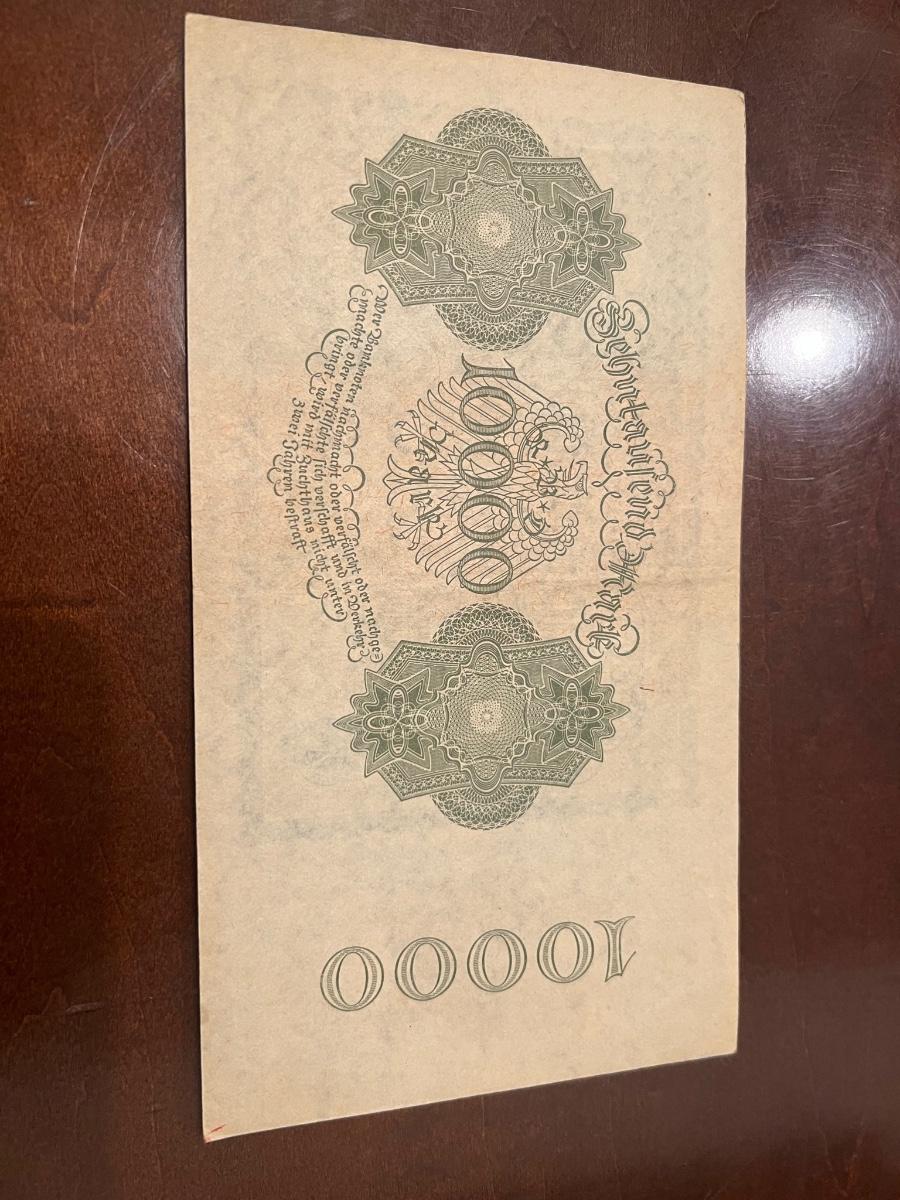 Zehntausend Mark
10000
Wer Banknoten nachmacht oder verfälscht oder nachge=
machte oder verfälschte sich verschafft und in Verkehr
bringt, wird mit Zuchthaus nicht unter
zwei Jahren bestraft
10000